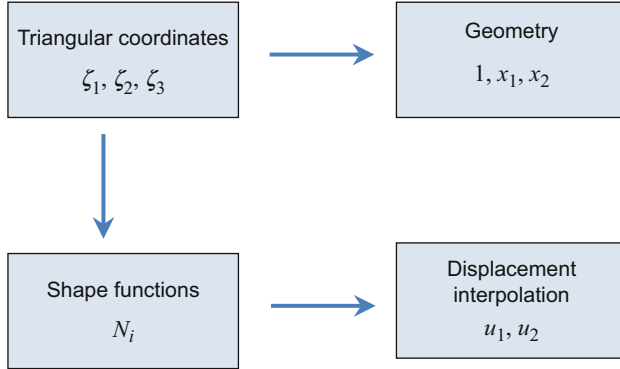 Triangular coordinates
ζ₁, ζ₂, ζ₃
Geometry
1, x₁, x₂
Shape functions
Nᵢ
Displacement
interpolation
u₁, u₂